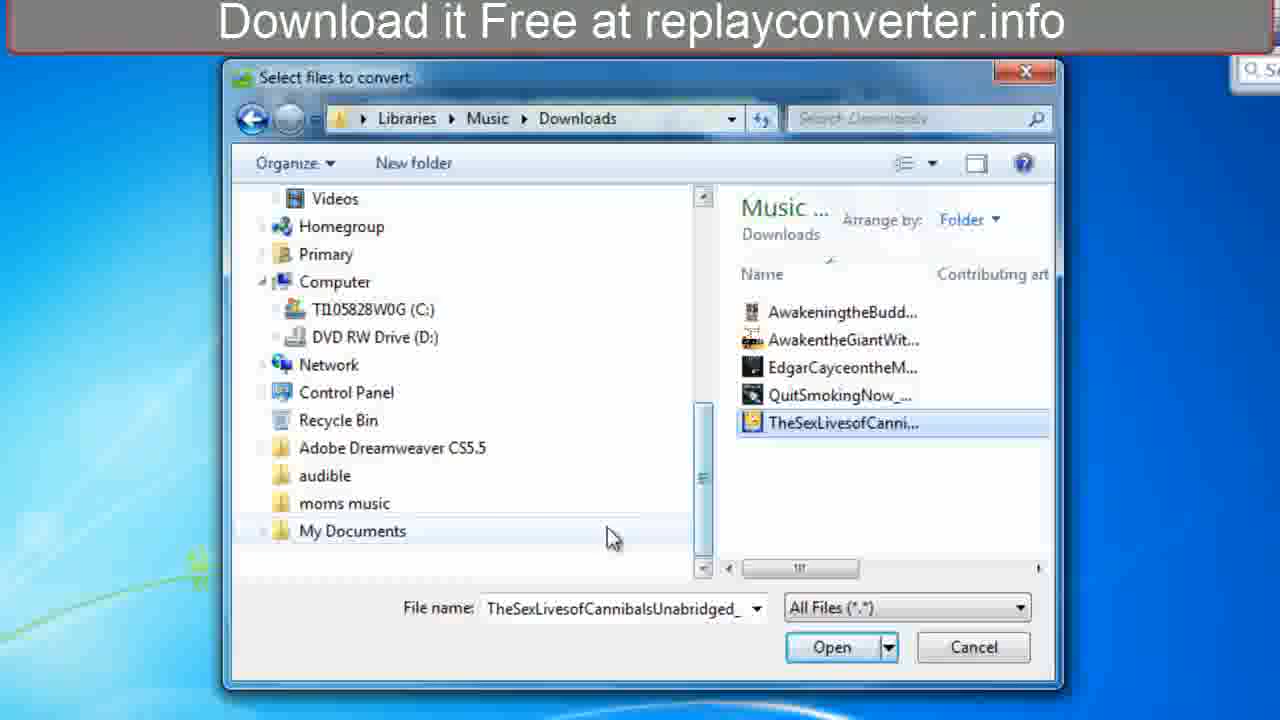 Download it Free at replayconverter.info
Select files to convert
Libraries Music Downloads
Search Downloads
Organize New folder
Videos
Homegroup
Primary
Computer
TI105828W0G (C:)
DVD RW Drive (D:)
Network
Control Panel
Recycle Bin
Adobe Dreamweaver CS5.5
audible
moms music
My Documents
Music ...
Downloads
Arrange by: Folder
Name Contributing art
AwakeningtheBudd...
AwakentheGiantWit...
EdgarCayceontheM...
QuitSmokingNow_...
TheSexLivesofCanni...
File name: TheSexLivesofCannibalsUnabridged_
All Files (*.*)
Open Cancel